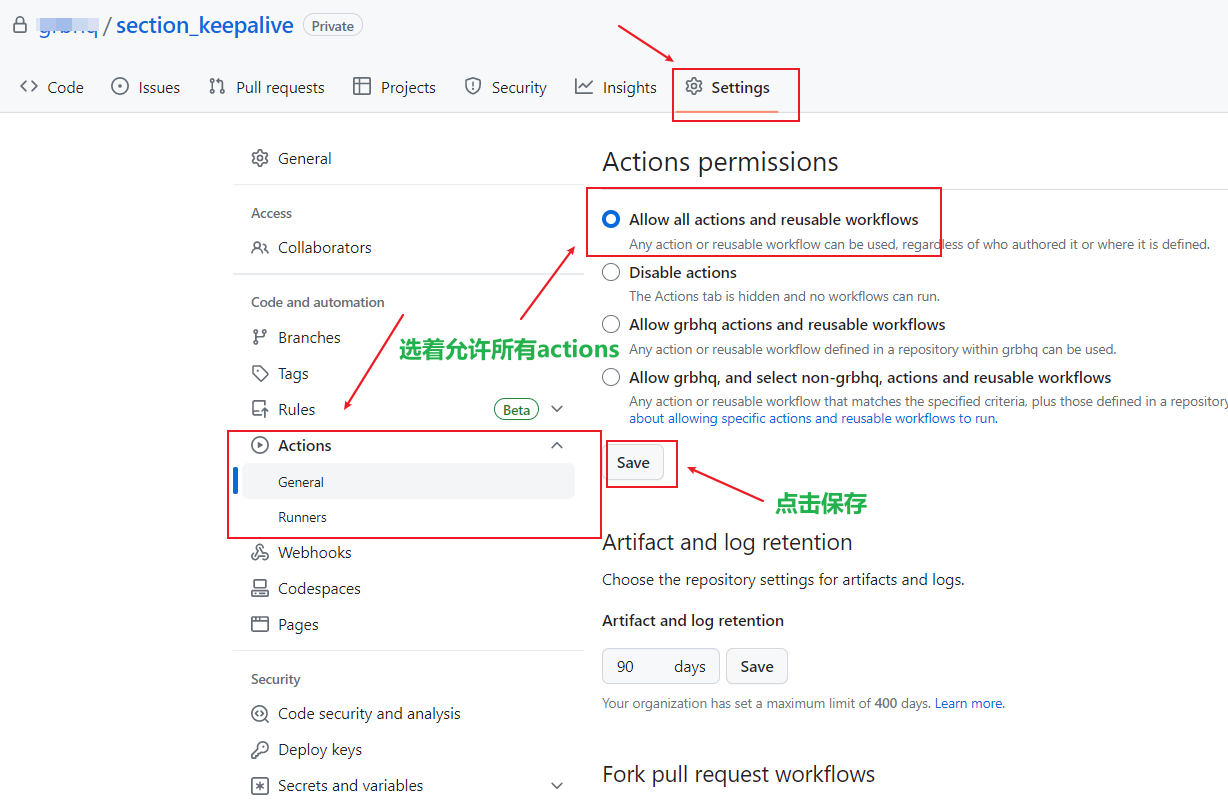 grbhq / section_keepalive Private
Code Issues Pull requests Projects Security Insights Settings
General
Access
Collaborators
Code and automation
Branches
Tags
Rules Beta
Actions
General
Runners
Webhooks
Codespaces
Pages
Security
Code security and analysis
Deploy keys
Secrets and variables
Actions permissions
Allow all actions and reusable workflows
Any action or reusable workflow can be used, regardless of who authored it or where it is defined.
Disable actions
The Actions tab is hidden and no workflows can run.
Allow grbhq actions and reusable workflows
选着允许所有actions
Any action or reusable workflow defined in a repository within grbhq can be used.
Allow grbhq, and select non-grbhq, actions and reusable workflows
Any action or reusable workflow that matches the specified criteria, plus those defined in a repository
about allowing specific actions and reusable workflows to run.
Save
点击保存
Artifact and log retention
Choose the repository settings for artifacts and logs.
Artifact and log retention
90 days Save
Your organization has set a maximum limit of 400 days. Learn more.
Fork pull request workflows